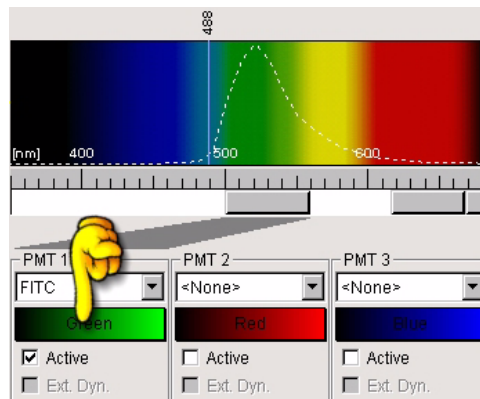 488
[nm] 400 500 600
PMT 1 PMT 2 PMT 3
FITC <None> <None>
Green Red Blue
Active Active Active
Ext. Dyn. Ext. Dyn. Ext. Dyn.